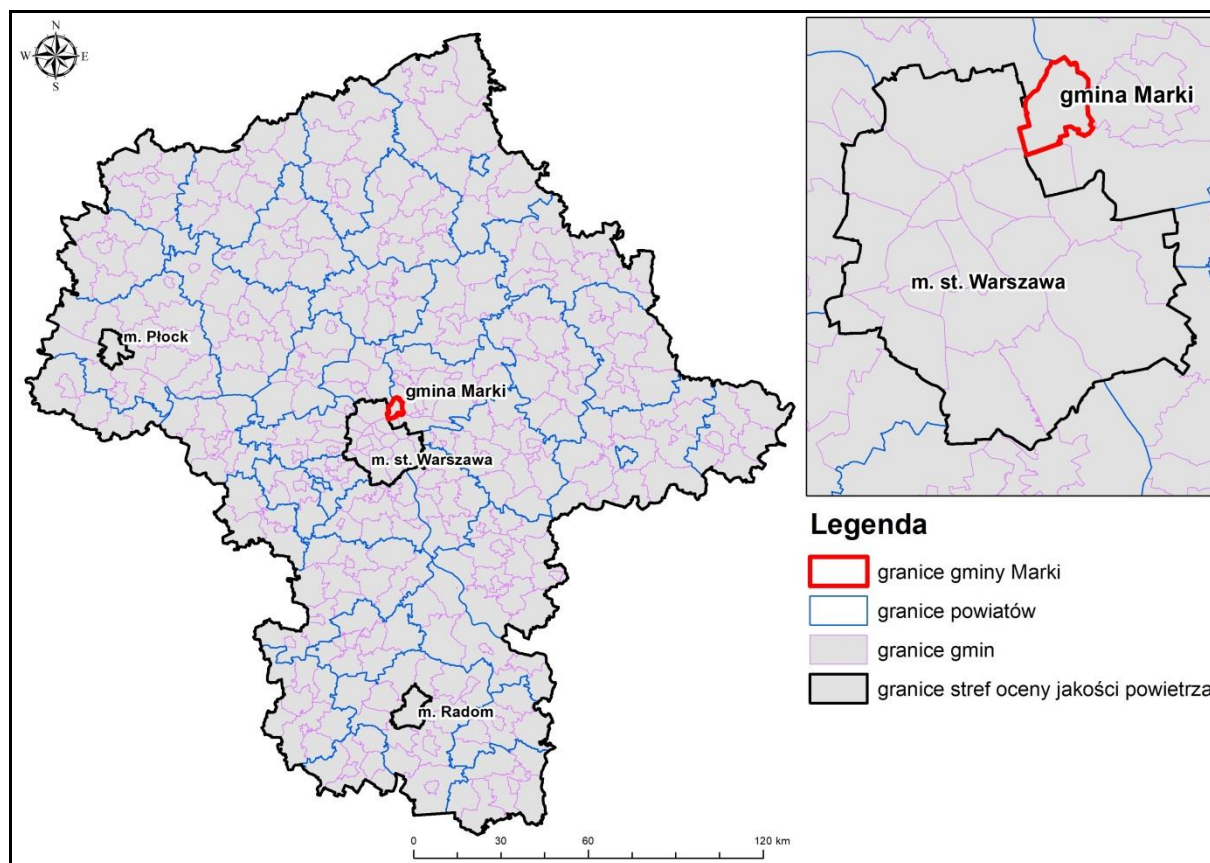 N
W E
S
m. Płock
gmina Marki
m. st. Warszawa
m. Radom
0 30 60 120 km
gmina Marki
m. st. Warszawa
Legenda
granice gminy Marki
granice powiatów
granice gmin
granice stref oceny jakości powietrza